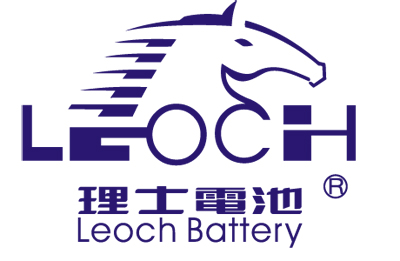 LEOCH
理士電池 ®
Leoch Battery